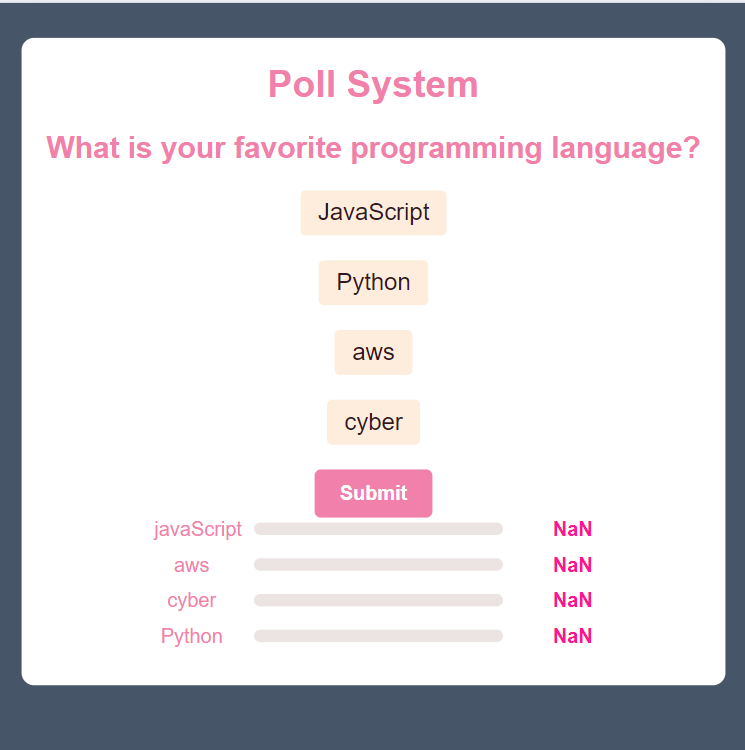 Poll System
What is your favorite programming language?
JavaScript
Python
aws
cyber
Submit
javaScript NaN
aws NaN
cyber NaN
Python NaN